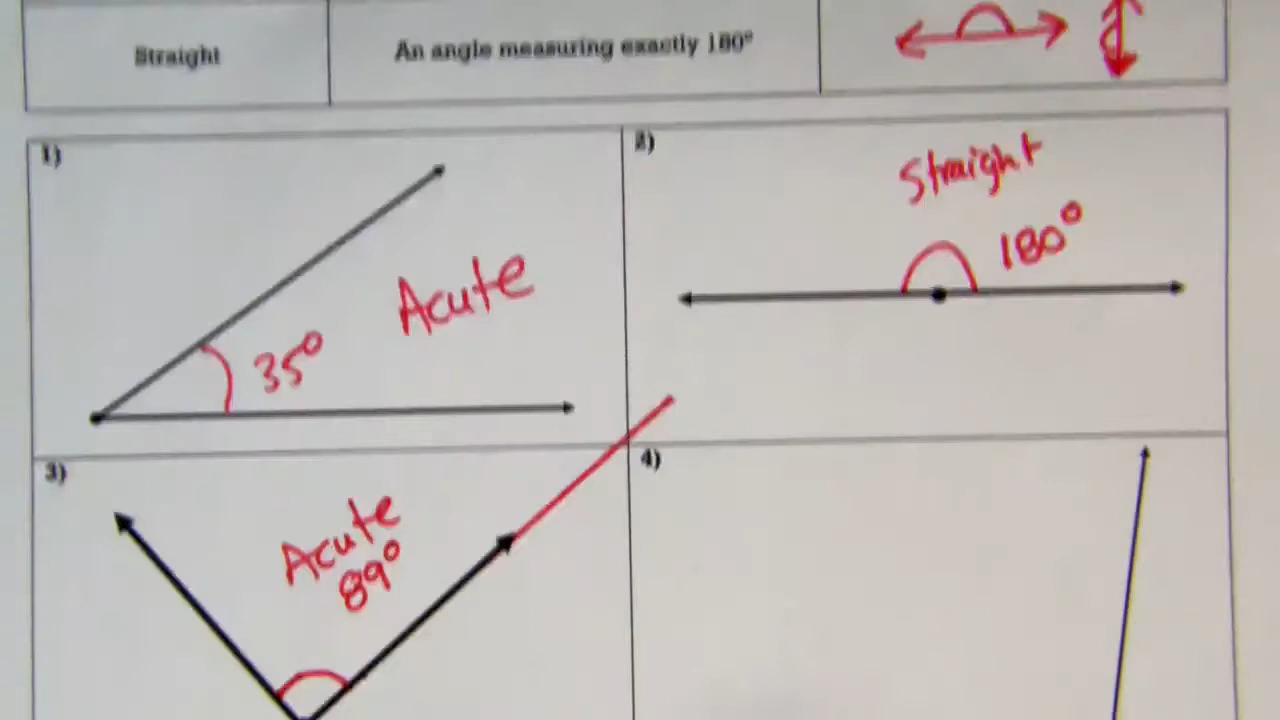 Straight
An angle measuring exactly 180°
1)
Acute
35°
2)
Straight
180°
3)
Acute
89°
4)